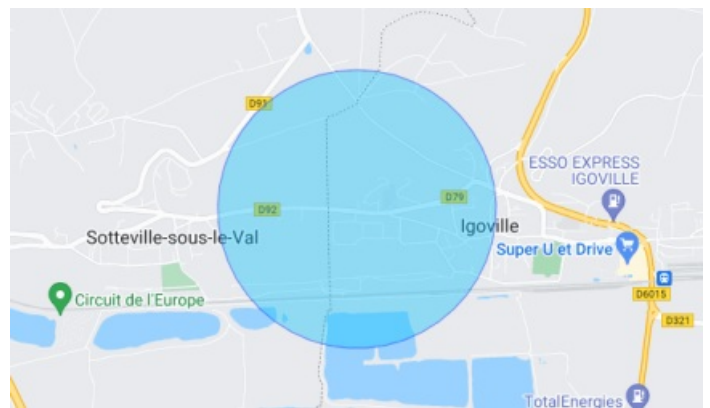 D91
ESSO EXPRESS
IGOVILLE
D92
D79
Sotteville-sous-le-Val
Igoville
Super U et Drive
Circuit de l'Europe
D6015
D321
TotalEnergies